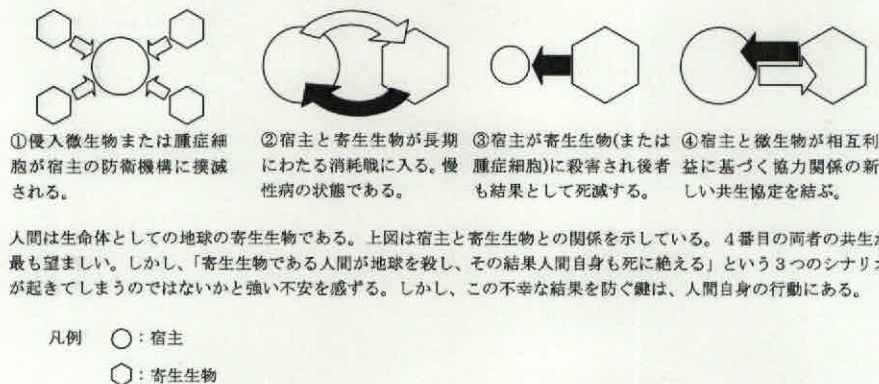 ①侵入微生物または腫症細
胞が宿主の防衛機構に撲滅
される。
②宿主と寄生生物が長期
にわたる消耗戦に入る。慢
性病の状態である。
③宿主が寄生生物(または
腫症細胞)に殺害され後者
も結果として死滅する。
④宿主と微生物が相互利
益に基づく協力関係の新
しい共生協定を結ぶ。
人間は生命体としての地球の寄生生物である。上図は宿主と寄生生物との関係を示している。4番目の両者の共生が
最も望ましい。しかし、「寄生生物である人間が地球を殺し、その結果人間自身も死に絶える」という3つのシナリオ
が起きてしまうのではないかと強い不安を感ずる。しかし、この不幸な結果を防ぐ鍵は、人間自身の行動にある。
凡例 ○:宿主
:寄生生物